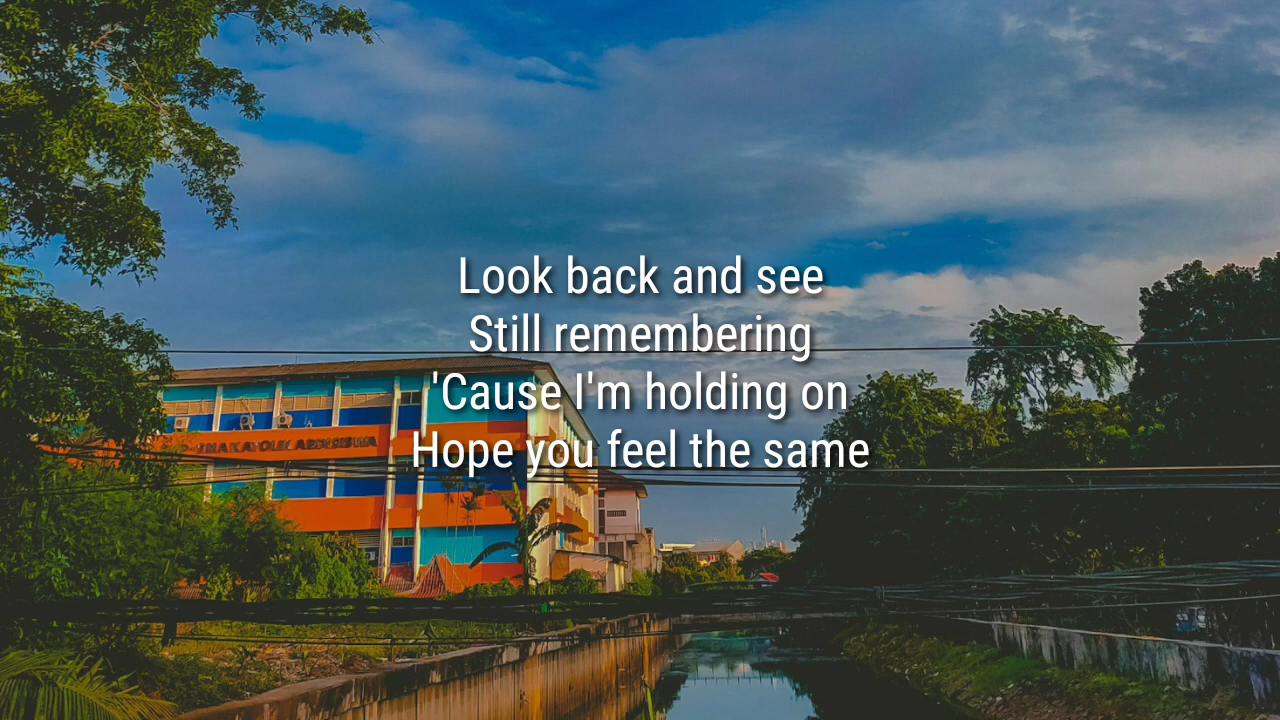 Look back and see
Still remembering
'Cause I'm holding on
Hope you feel the same